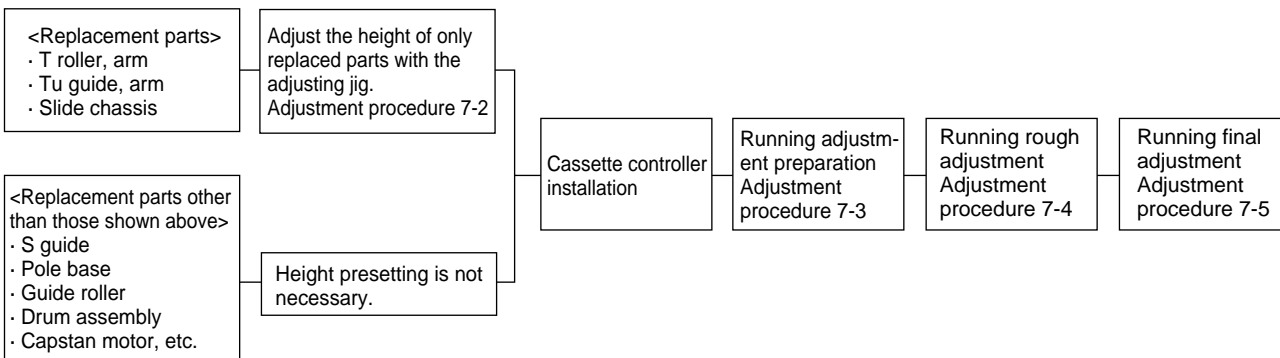 <Replacement parts>
· T roller, arm
· Tu guide, arm
· Slide chassis
Adjust the height of only
replaced parts with the
adjusting jig.
Adjustment procedure 7-2
<Replacement parts other
than those shown above>
· S guide
· Pole base
· Guide roller
· Drum assembly
· Capstan motor, etc.
Height presetting is not
necessary.
Cassette controller
installation
Running adjustm-
ent preparation
Adjustment
procedure 7-3
Running rough
adjustment
Adjustment
procedure 7-4
Running final
adjustment
Adjustment
procedure 7-5